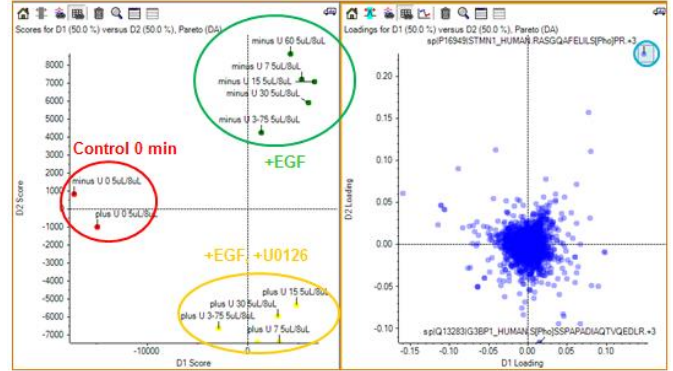 Scores for D1 (50.0 %) versus D2 (50.0 %), Pareto (DA)
minus U 60 5uL/8uL
minus U 7 5uL/8uL
minus U 15 5uL/8uL
minus U 30 5uL/8uL
minus U 3-75 5uL/8uL
+EGF
Control 0 min
minus U 0 5uL/8uL
plus U 0 5uL/8uL
+EGF, +U0126
plus U 15 5uL/8uL
plus U 30 5uL/8uL
plus U 3-75 5uL/8uL
plus U 7 5uL/8uL
8000
7000
6000
5000
4000
3000
2000
1000
0
-1000
-2000
-3000
-4000
-5000
-6000
-7000
D2 Score
-10000
0
D1 Score
Loadings for D1 (50.0 %) versus D2 (50.0 %), Pareto (DA)
sp|P16949|STMN1_HUMAN.RASGQAFELILS[Pho]PR.+3
0.20
0.15
0.10
0.05
0.00
-0.05
-0.10
D2 Loading
sp|Q13283|G3BP1_HUMAN.S[Pho]SSPAPADIAQTVQEDLR.+3
-0.15
-0.10
-0.05
0.00
0.05
0.10
D1 Loading